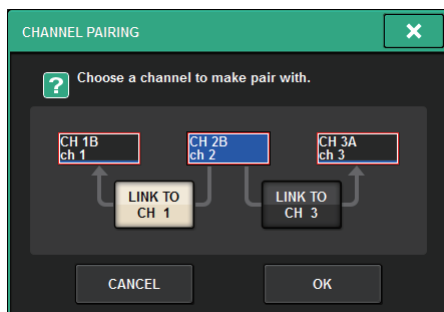 CHANNEL PAIRING
?
Choose a channel to make pair with.
CH 1B
ch 1
CH 2B
ch 2
CH 3A
ch 3
LINK TO
CH 1
LINK TO
CH 3
CANCEL
OK